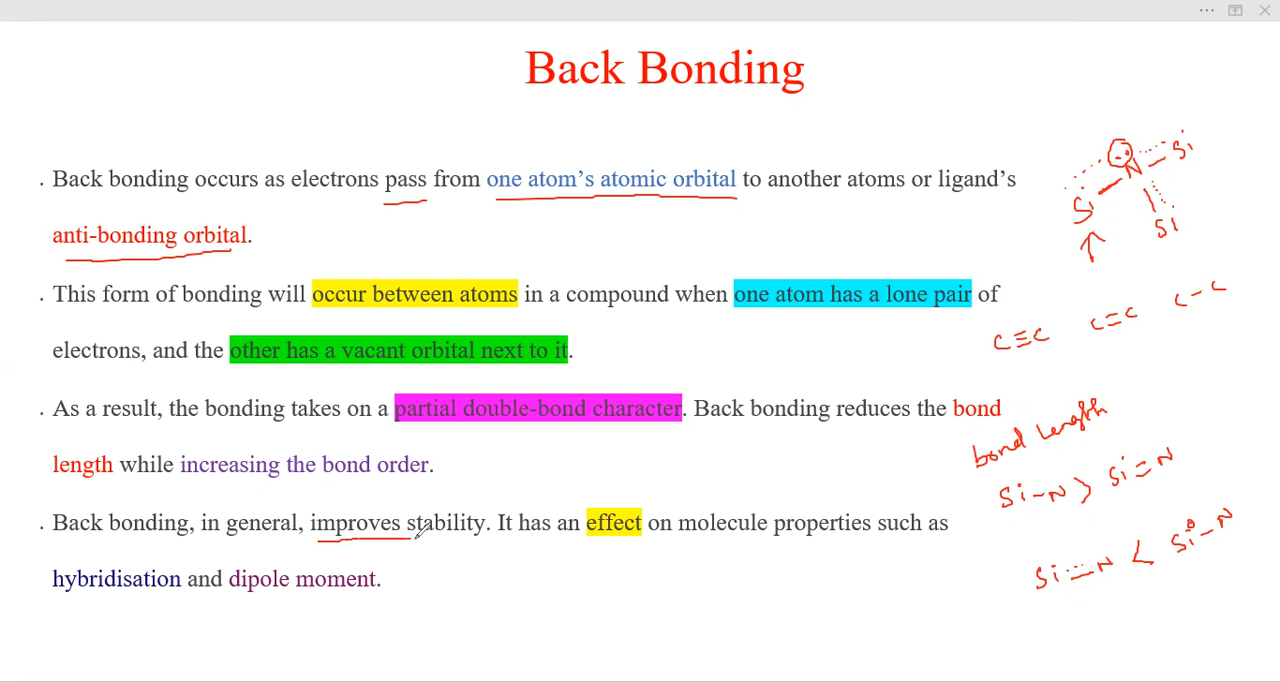 Back Bonding
. Back bonding occurs as electrons pass from one atom's atomic orbital to another atoms or ligand's
anti-bonding orbital.
. This form of bonding will occur between atoms in a compound when one atom has a lone pair of
electrons, and the other has a vacant orbital next to it.
. As a result, the bonding takes on a partial double-bond character. Back bonding reduces the bond
length while increasing the bond order.
. Back bonding, in general, improves stability. It has an effect on molecule properties such as
hybridisation and dipole moment.
N Si
Si
Si
C≡C C=C C-C
bond length
Si-N > Si=N
Si=N < Si-N